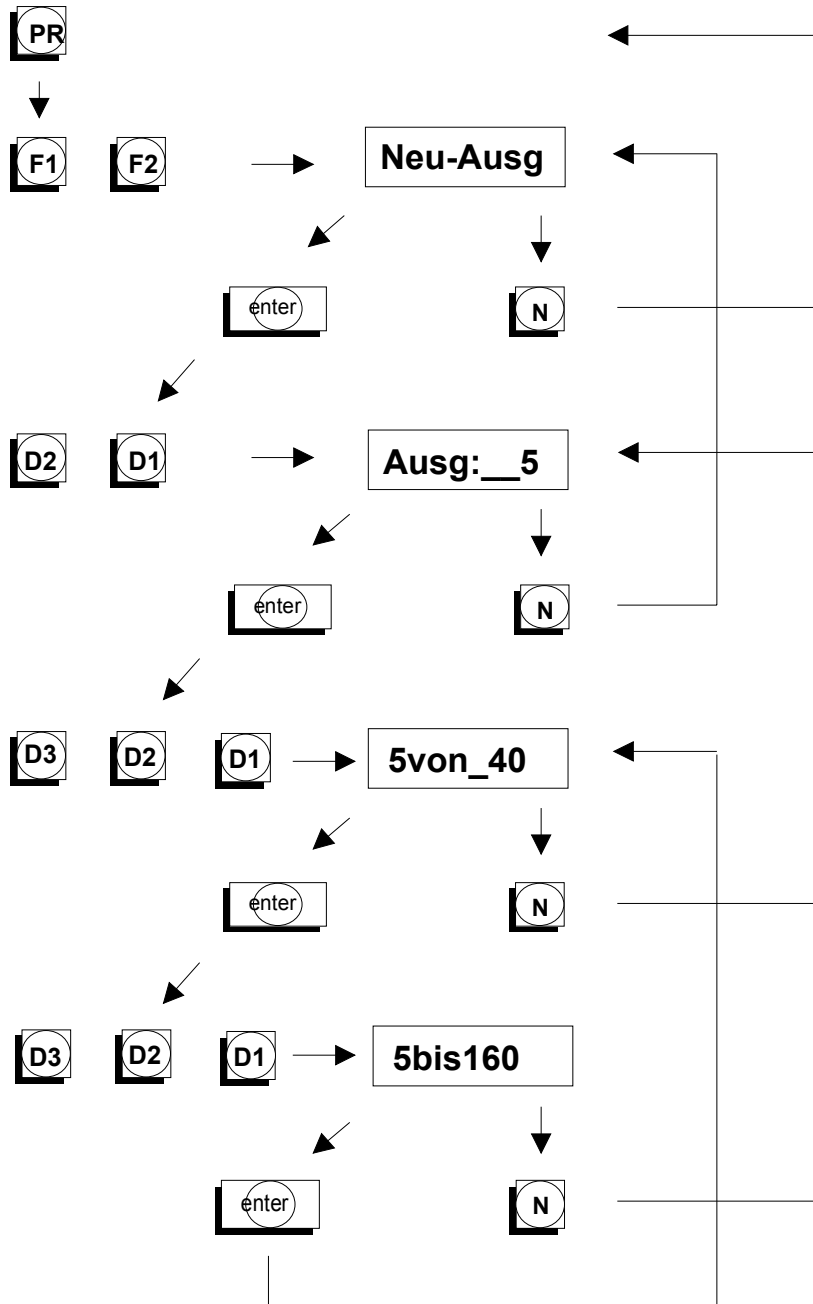 PR
F1 F2 Neu-Ausg
enter N
D2 D1 Ausg:__5
enter N
D3 D2 D1 5von_40
enter N
D3 D2 D1 5bis160
enter N